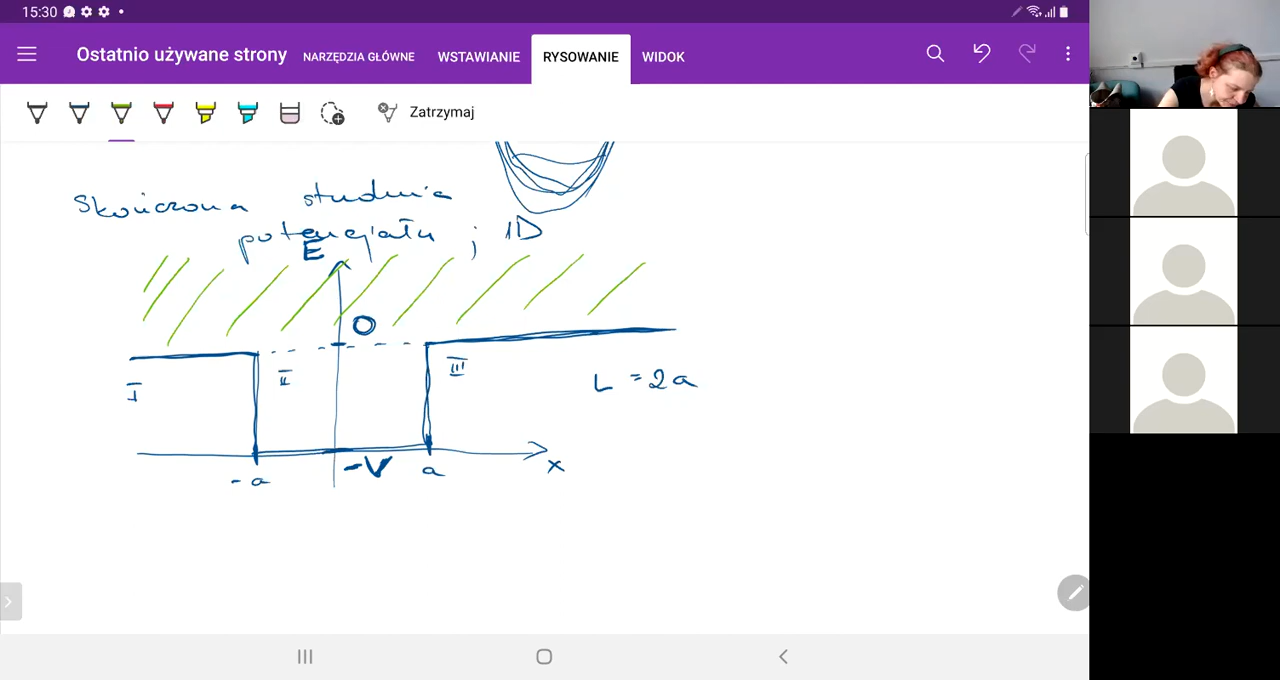 15:30
Ostatnio używane strony NARZĘDZIA GŁÓWNE WSTAWIANIE RYSOWANIE WIDOK
Zatrzymaj
Skończona studnia
potencjału ; 1D
E
0
I II III
L = 2a
-a -V a x